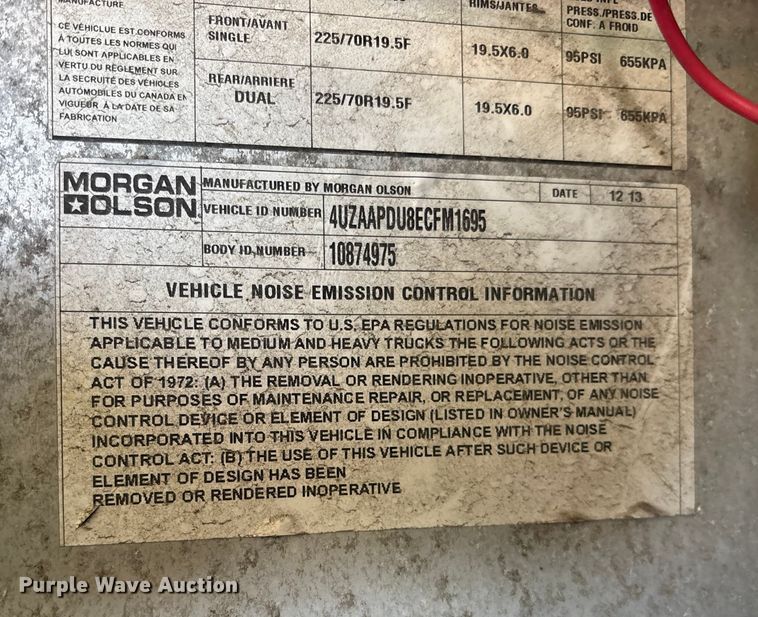 MANUFACTURE
RIMS/JANTES
PRESS./PRESS.DE
CONF. A FROID
CE VÉHICLUE EST.CONFORMS
À TOUTES LES NORMES QUI
LUI SONT APPLICABLES EN
VERTU DU RÈGLEMENT SUR
LA SECRUITÉ DES VÉHIOLES
AUTOMOBILES DU CANADA EN
VIGUEUR À LA DATE DE SA
FABRICATION
FRONT/AVANT
SINGLE
225/70R19.5F
19.5X6.0
95PSI 655KPA
REAR/ARRIERE
DUAL
225/70R19.5F
19.5X6.0
95PSI 655KPA
MORGAN
OLSON
MANUFACTURED BY MORGAN OLSON
DATE 12 13
VEHICLE ID NUMBER 4UZAAPDU8ECFM1695
BODY ID NUMBER 10874975
VEHICLE NOISE EMISSION CONTROL INFORMATION
THIS VEHICLE CONFORMS TO U.S. EPA REGULATIONS FOR NOISE EMISSION
APPLICABLE TO MEDIUM AND HEAVY TRUCKS THE FOLLOWING ACTS OR THE
CAUSE THEREOF BY ANY PERSON ARE PROHIBITED BY THE NOISE CONTROL
ACT OF 1972: (A) THE REMOVAL OR RENDERING INOPERATIVE, OTHER THAN
FOR PURPOSES OF MAINTENANCE REPAIR, OR REPLACEMENT, OF ANY NOISE
CONTROL DEVICE OR ELEMENT OF DESIGN (LISTED IN OWNER'S MANUAL)
INCORPORATED INTO THIS VEHICLE IN COMPLIANCE WITH THE NOISE
CONTROL ACT: (B) THE USE OF THIS VEHICLE AFTER SUCH DEVICE OR
ELEMENT OF DESIGN HAS BEEN
REMOVED OR RENDERED INOPERATIVE
Purple Wave Auction